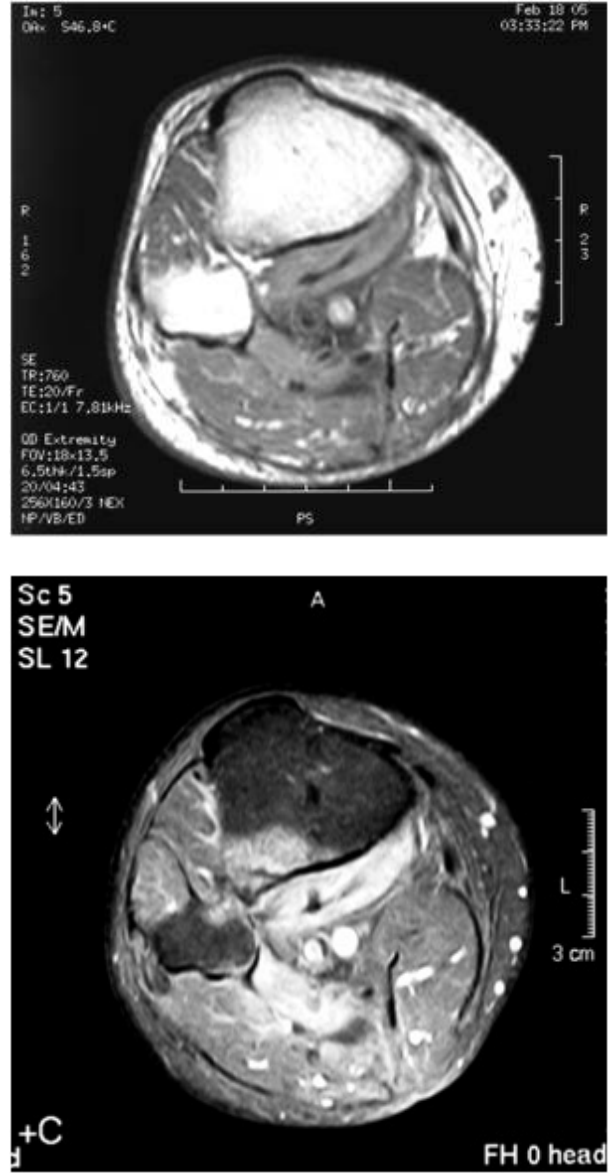 Im: 5
Feb 18 05
OAx S46.8+C
03:33:22 PM
R
1
6
2
R
2
3
SE
TR:760
TE:20/Fr
EC:1/1 7.81kHz
QD Extremity
FOV:18x13.5
6.5thk/1.5sp
20/04:43
256X160/3 NEX
NP/VB/ED
PS
Sc 5
SE/M
SL 12
A
L
3 cm
+C
d
FH 0 head